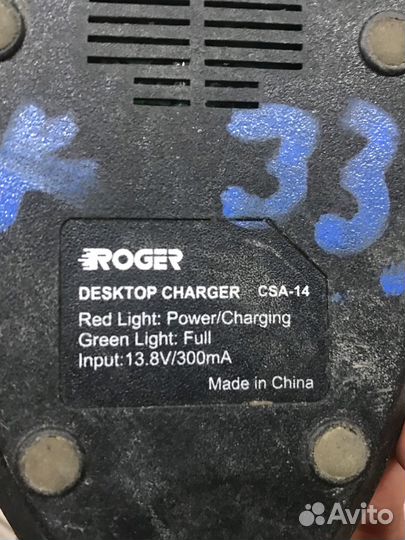 33
ROGER
DESKTOP CHARGER CSA-14
Red Light: Power/Charging
Green Light: Full
Input:13.8V/300mA
Made in China
Avito